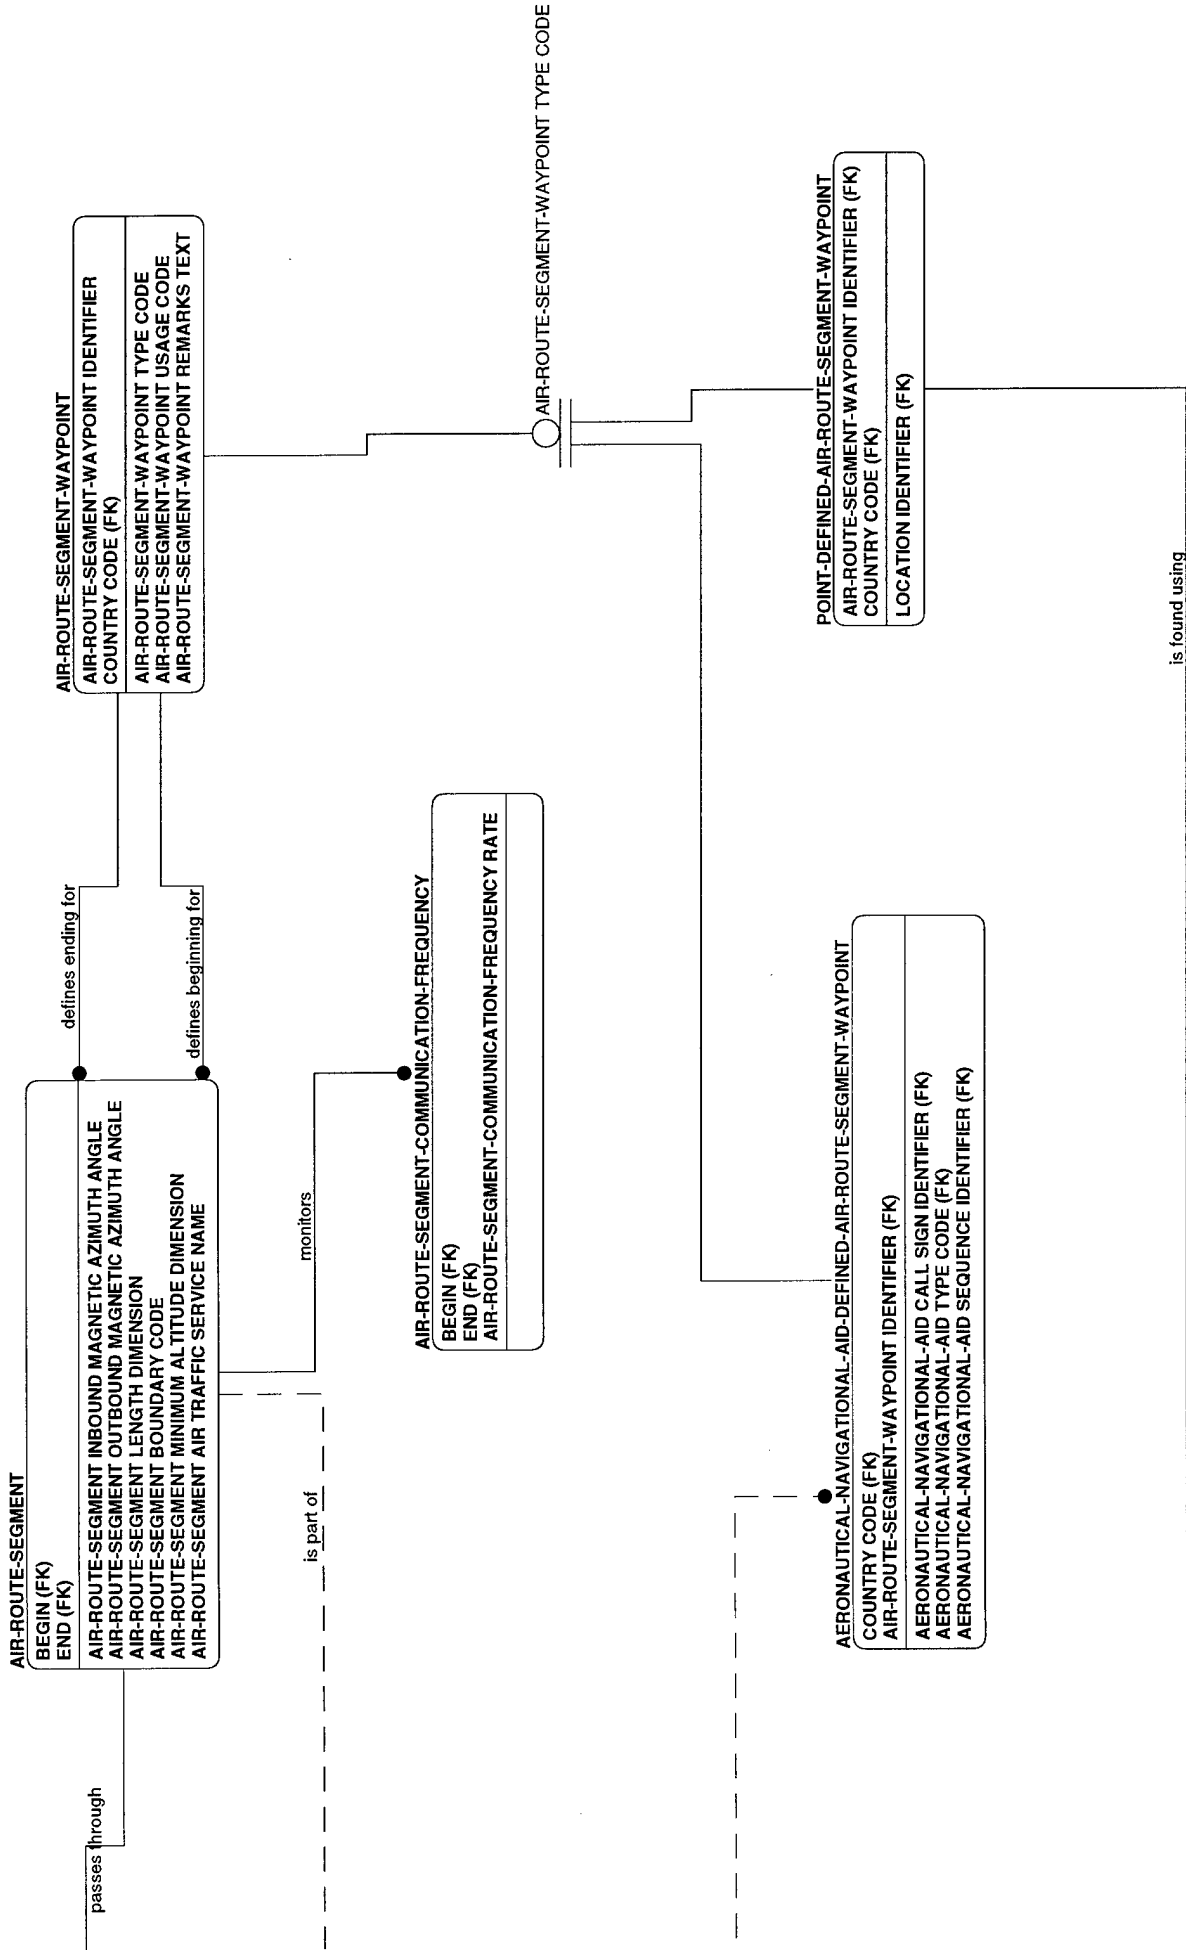 AIR-ROUTE-SEGMENT
BEGIN (FK)
END (FK)
AIR-ROUTE-SEGMENT INBOUND MAGNETIC AZIMUTH ANGLE
AIR-ROUTE-SEGMENT OUTBOUND MAGNETIC AZIMUTH ANGLE
AIR-ROUTE-SEGMENT LENGTH DIMENSION
AIR-ROUTE-SEGMENT BOUNDARY CODE
AIR-ROUTE-SEGMENT MINIMUM ALTITUDE DIMENSION
AIR-ROUTE-SEGMENT AIR TRAFFIC SERVICE NAME
passes through
defines ending for
defines beginning for
AIR-ROUTE-SEGMENT-WAYPOINT
AIR-ROUTE-SEGMENT-WAYPOINT IDENTIFIER
COUNTRY CODE (FK)
AIR-ROUTE-SEGMENT-WAYPOINT TYPE CODE
AIR-ROUTE-SEGMENT-WAYPOINT USAGE CODE
AIR-ROUTE-SEGMENT-WAYPOINT REMARKS TEXT
is part of
monitors
AIR-ROUTE-SEGMENT-COMMUNICATION-FREQUENCY
BEGIN (FK)
END (FK)
AIR-ROUTE-SEGMENT-COMMUNICATION-FREQUENCY RATE
AIR-ROUTE-SEGMENT-WAYPOINT TYPE CODE
AERONAUTICAL-NAVIGATIONAL-AID-DEFINED-AIR-ROUTE-SEGMENT-WAYPOINT
COUNTRY CODE (FK)
AIR-ROUTE-SEGMENT-WAYPOINT IDENTIFIER (FK)
AERONAUTICAL-NAVIGATIONAL-AID CALL SIGN IDENTIFIER (FK)
AERONAUTICAL-NAVIGATIONAL-AID TYPE CODE (FK)
AERONAUTICAL-NAVIGATIONAL-AID SEQUENCE IDENTIFIER (FK)
POINT-DEFINED-AIR-ROUTE-SEGMENT-WAYPOINT
AIR-ROUTE-SEGMENT-WAYPOINT IDENTIFIER (FK)
COUNTRY CODE (FK)
LOCATION IDENTIFIER (FK)
is found using